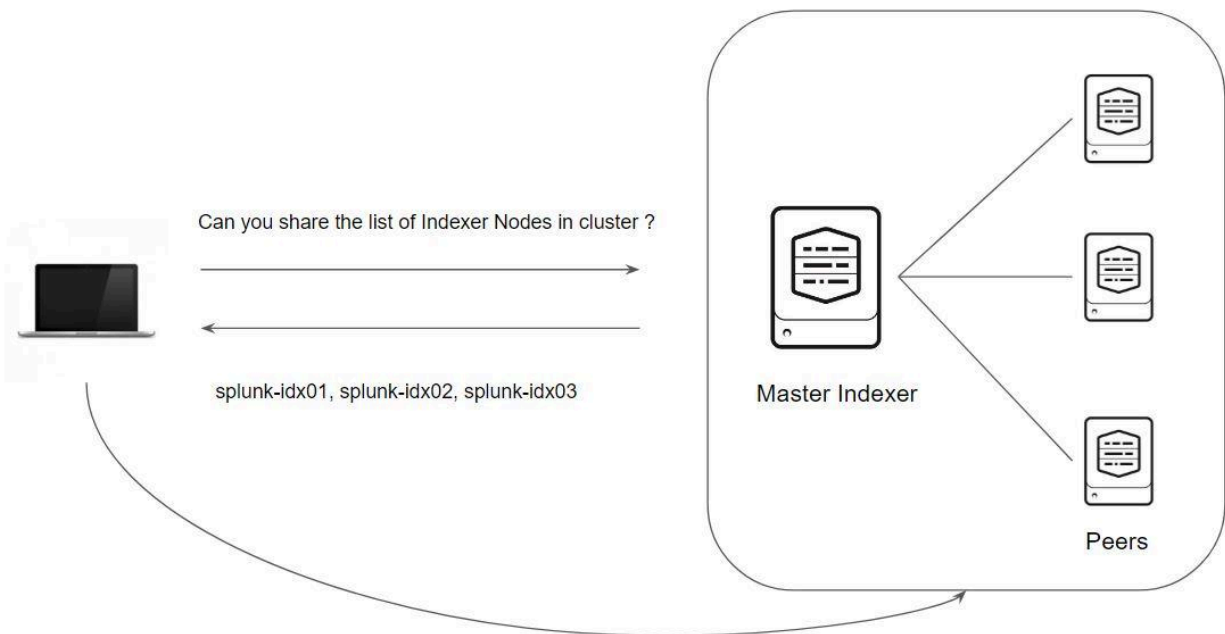 Can you share the list of Indexer Nodes in cluster ?
splunk-idx01, splunk-idx02, splunk-idx03
Master Indexer
Peers